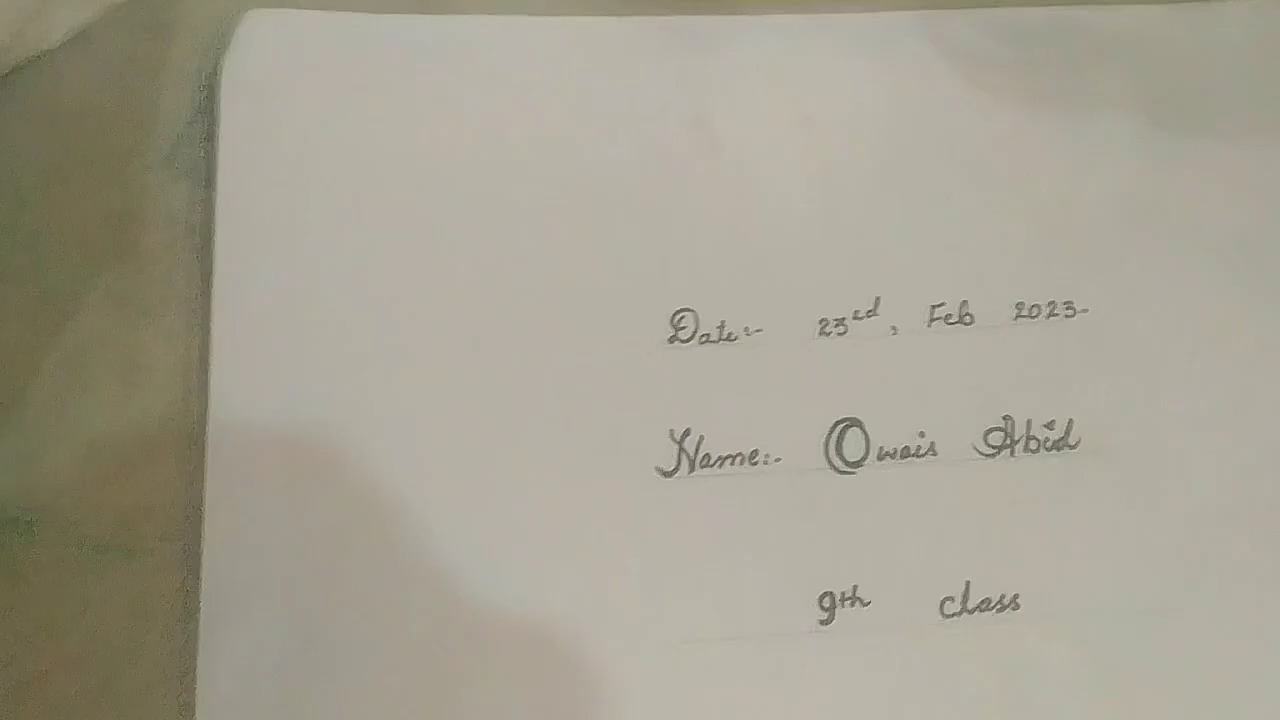 Date:- 23rd, Feb 2023-
Name:- Owais Abid
9th class